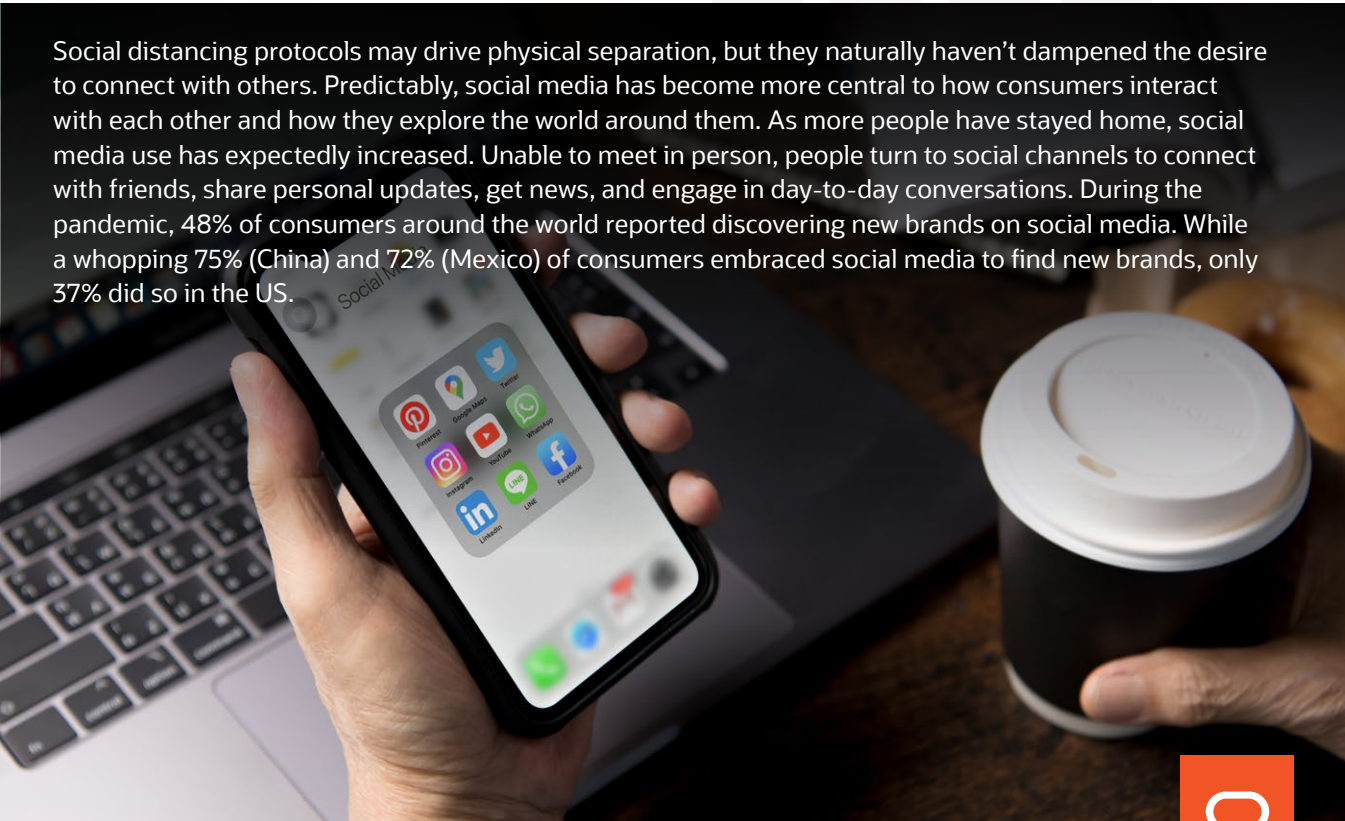 Social distancing protocols may drive physical separation, but they naturally haven’t dampened the desire
to connect with others. Predictably, social media has become more central to how consumers interact
with each other and how they explore the world around them. As more people have stayed home, social
media use has expectedly increased. Unable to meet in person, people turn to social channels to connect
with friends, share personal updates, get news, and engage in day-to-day conversations. During the
pandemic, 48% of consumers around the world reported discovering new brands on social media. While
a whopping 75% (China) and 72% (Mexico) of consumers embraced social media to find new brands, only
37% did so in the US.
Social
Pinterest
Google Maps
Twitter
Instagram
YouTube
WhatsApp
LinkedIn
LINE
LINE
Facebook
control
option
command